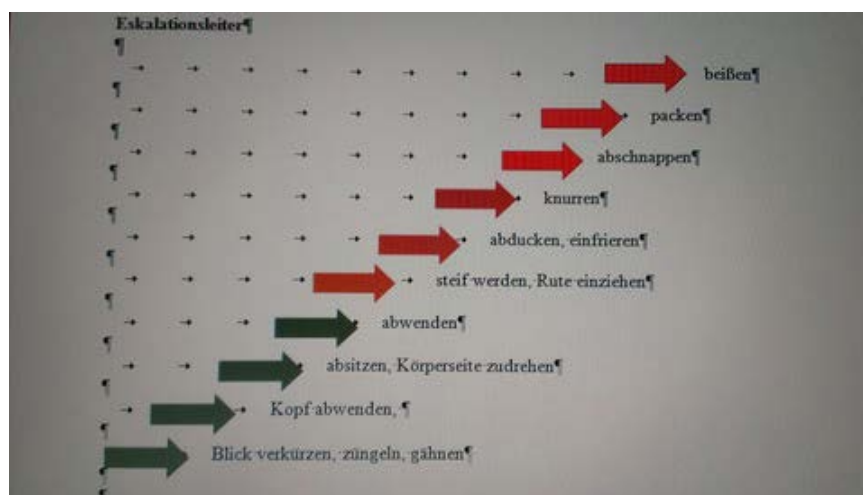 Eskalationsleiter¶
¶
→ → → → → → → → → beißen¶
¶
→ → → → → → → → → packen¶
¶
→ → → → → → → abschnappen¶
¶
→ → → → → → → knurren¶
¶
→ → → → → → abducken, einfrieren¶
¶
→ → → → → steif werden, Rute einziehen¶
¶
→ → → abwenden¶
¶
→ → absitzen, Körperseite zudrehen¶
¶
→ → Kopf abwenden, ¶
¶
Blick verkürzen, züngeln, gähnen¶
¶
¶